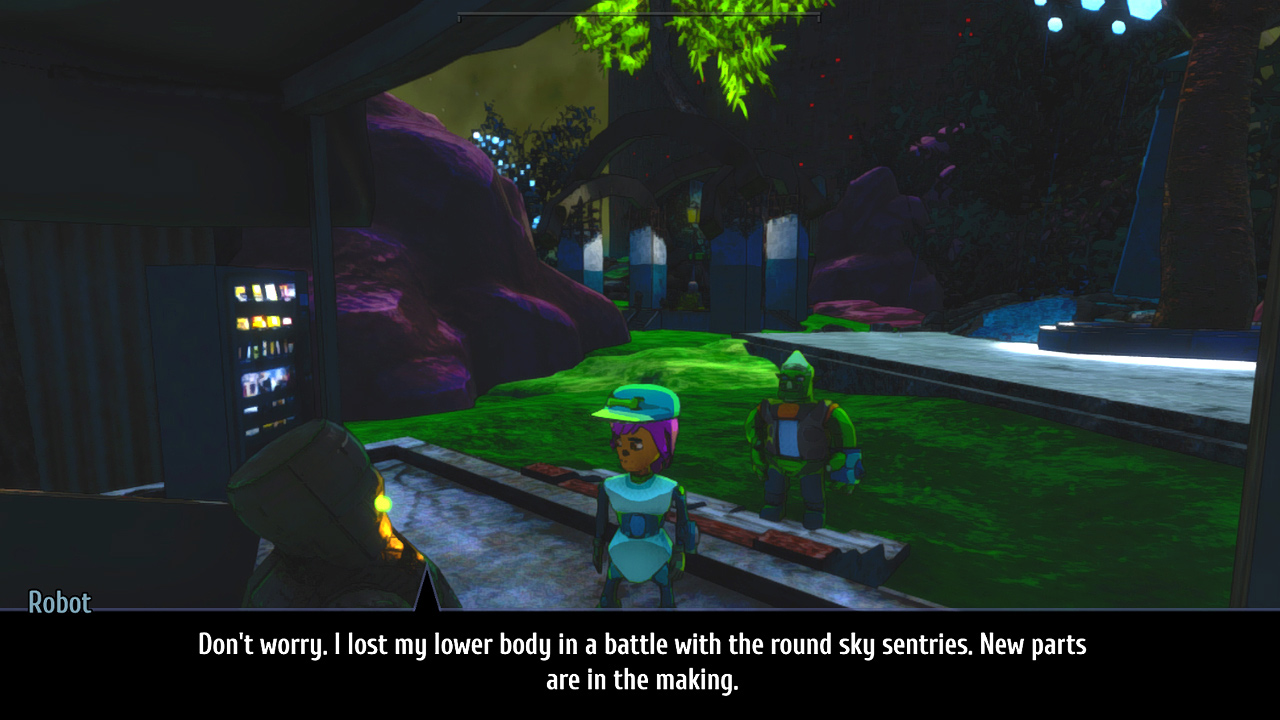 Robot
Don't worry. I lost my lower body in a battle with the round sky sentries. New parts
are in the making.